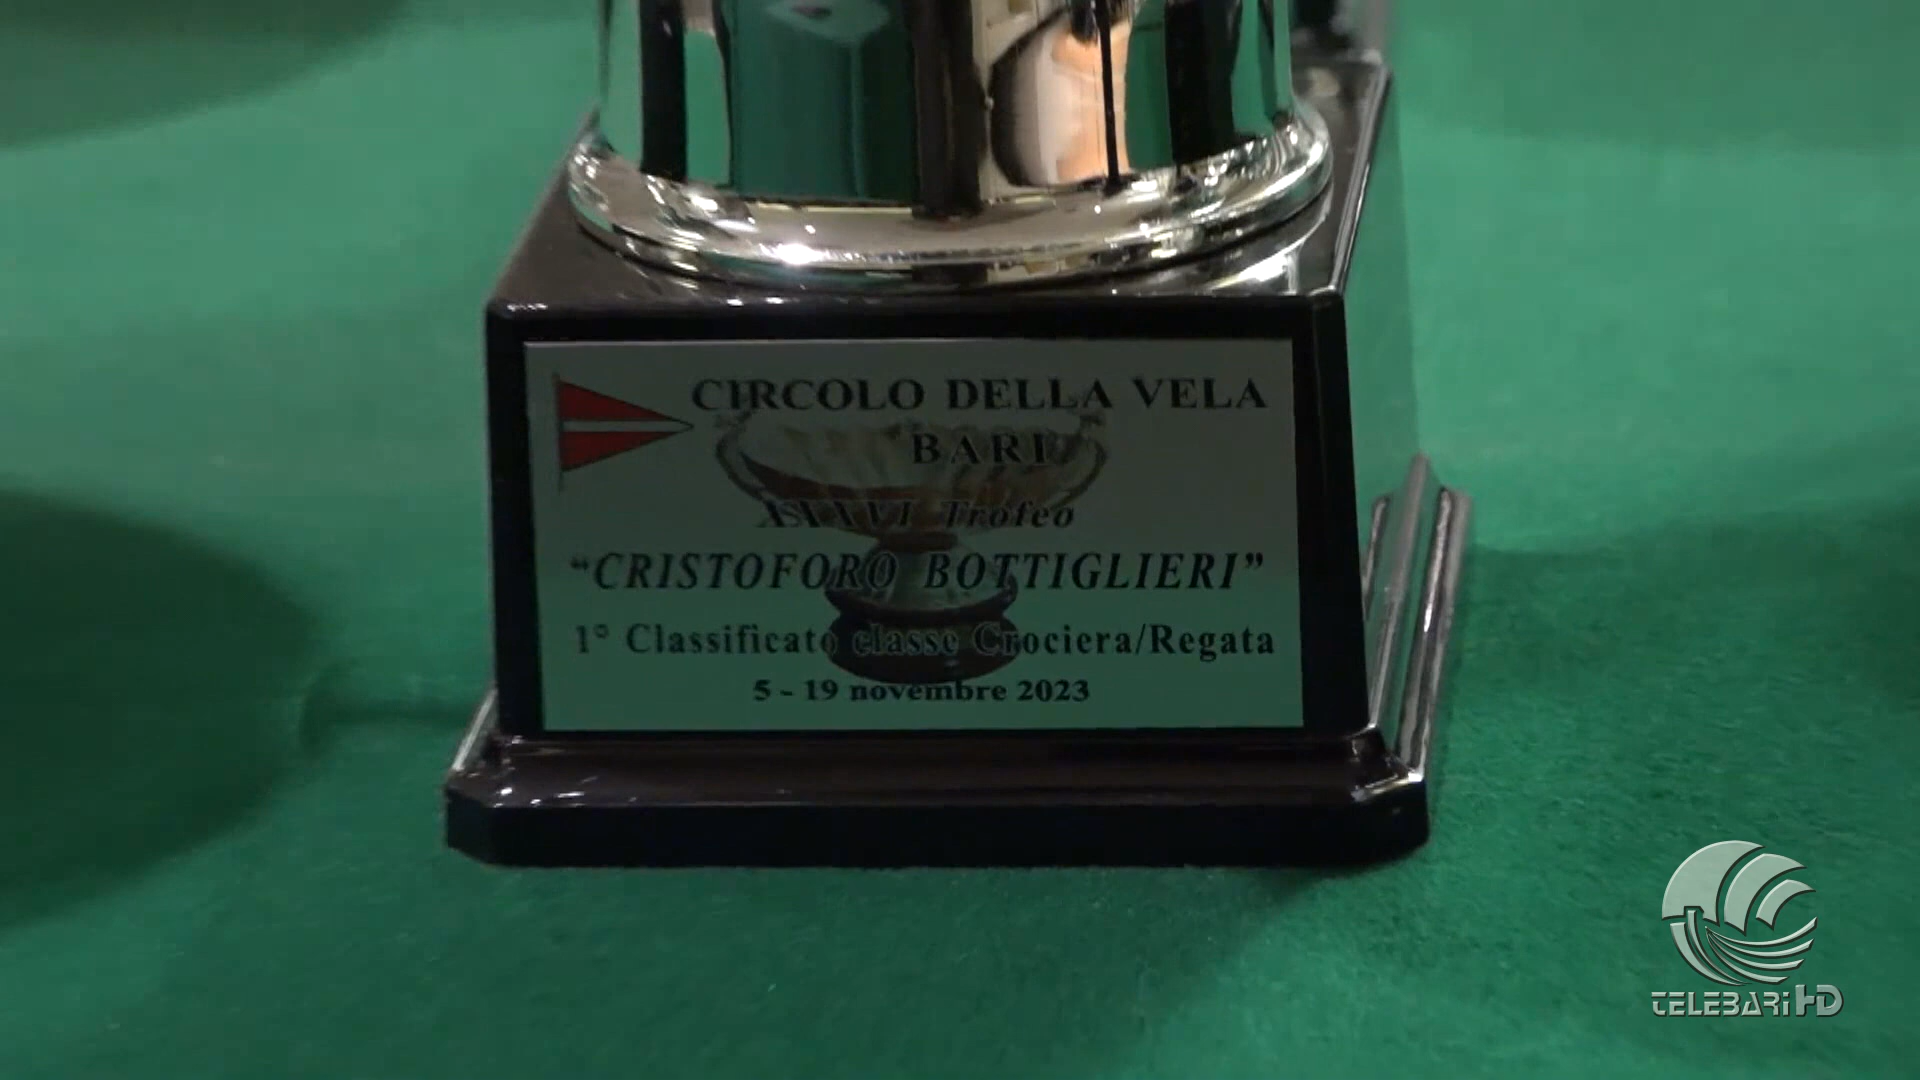 CIRCOLO DELLA VELA
BARI
Trofeo
“CRISTOFORO BOTTIGLIERI”
1° Classificato classe Crociera/Regata
5 - 19 novembre 2023
TELEBARI HD